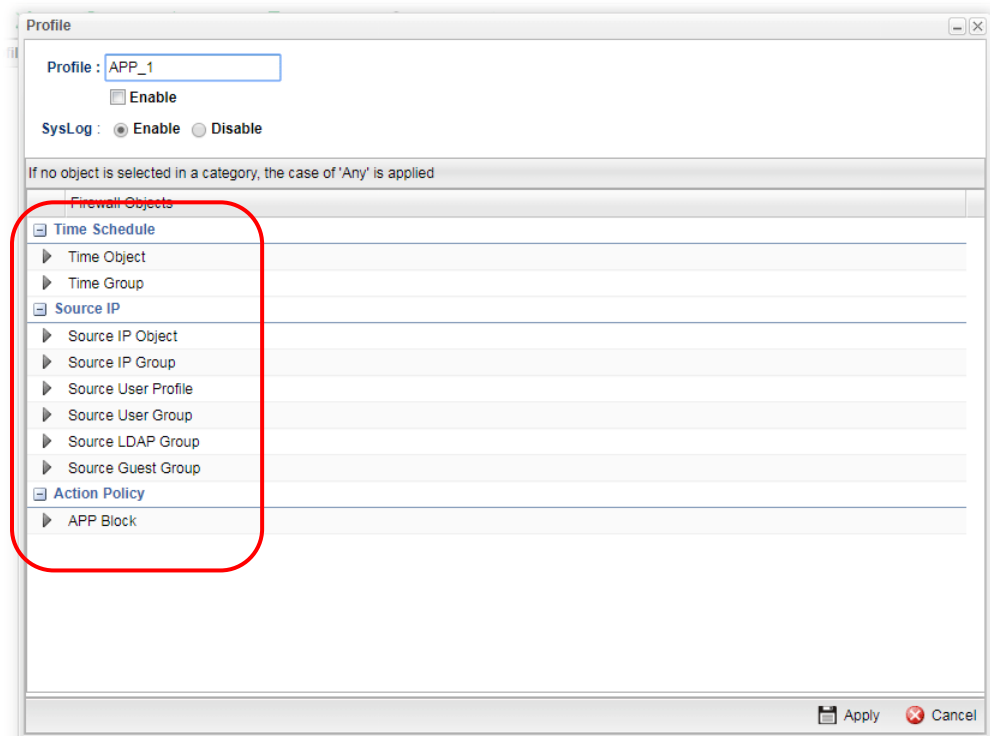 Profile
Profile : APP_1
Enable
SysLog : Enable Disable
If no object is selected in a category, the case of 'Any' is applied
Firewall Objects
Time Schedule
Time Object
Time Group
Source IP
Source IP Object
Source IP Group
Source User Profile
Source User Group
Source LDAP Group
Source Guest Group
Action Policy
APP Block
Apply Cancel